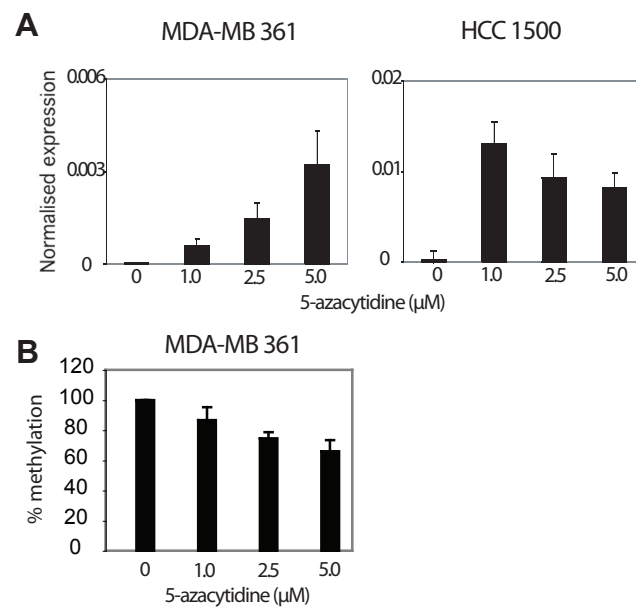 A
MDA-MB 361
HCC 1500
Normalised expression
0.006
0.003
0
0 1.0 2.5 5.0
0.02
0.01
0
0 1.0 2.5 5.0
5-azacytidine (μM)
B
MDA-MB 361
% methylation
120
100
80
60
40
20
0
0 1.0 2.5 5.0
5-azacytidine (μM)